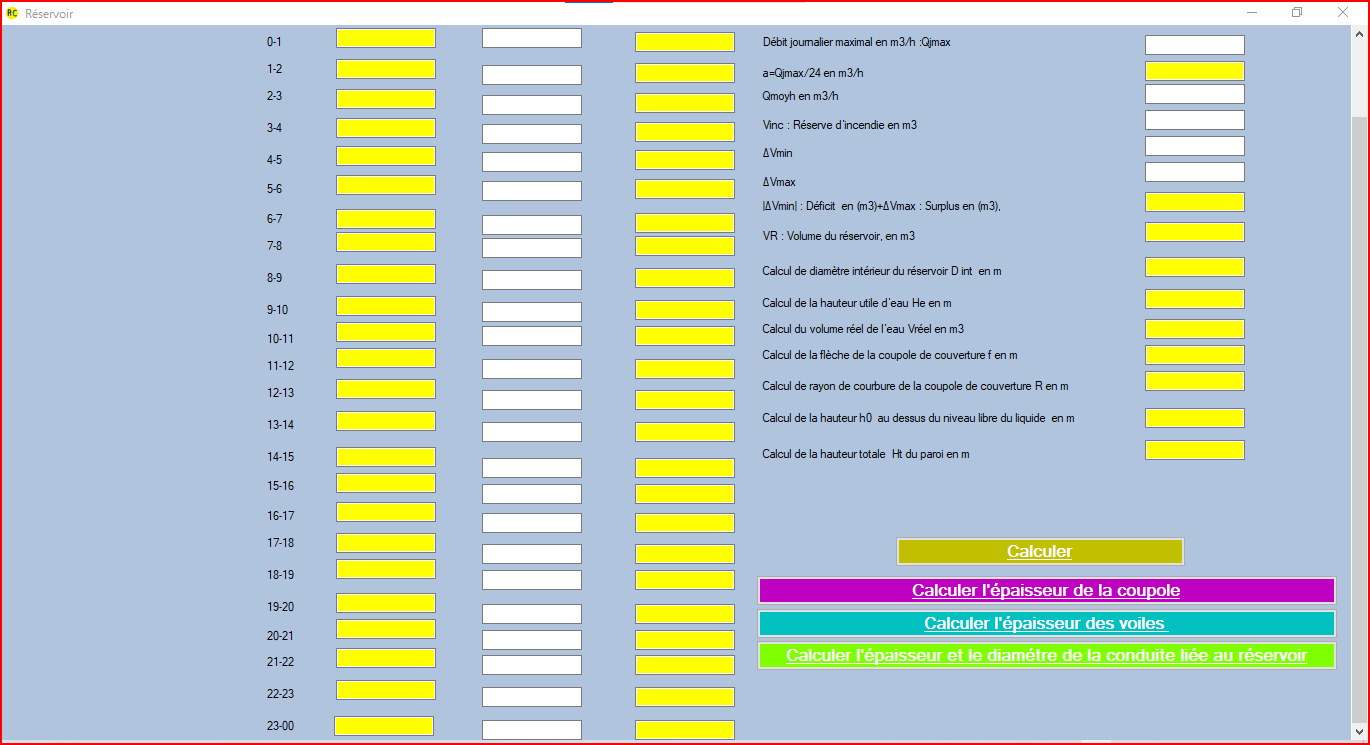 RC Réservoir
0-1
1-2
2-3
3-4
4-5
5-6
6-7
7-8
8-9
9-10
10-11
11-12
12-13
13-14
14-15
15-16
16-17
17-18
18-19
19-20
20-21
21-22
22-23
23-00
Débit journalier maximal en m3/h :Qjmax
a=Qjmax/24 en m3/h
Qmoyh en m3/h
Vinc : Réserve d'incendie en m3
ΔVmin
ΔVmax
|ΔVmin| : Déficit en (m3)+ΔVmax : Surplus en (m3),
VR : Volume du réservoir, en m3
Calcul de diamètre intérieur du réservoir D int en m
Calcul de la hauteur utile d'eau He en m
Calcul du volume réel de l'eau Vréel en m3
Calcul de la flèche de la coupole de couverture f en m
Calcul de rayon de courbure de la coupole de couverture R en m
Calcul de la hauteur h0 au dessus du niveau libre du liquide en m
Calcul de la hauteur totale Ht du paroi en m
Calculer
Calculer l'épaisseur de la coupole
Calculer l'épaisseur des voiles
Calculer l'épaisseur et le diamétre de la conduite liée au réservoir